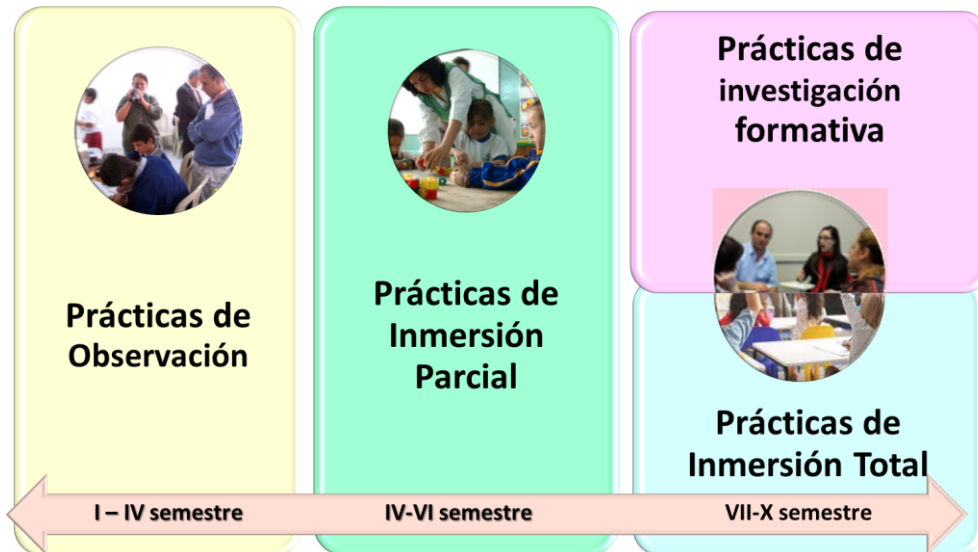 Prácticas de
Observación
Prácticas de
Inmersión
Parcial
Prácticas de
investigación
formativa
Prácticas de
Inmersión Total
I – IV semestre
IV-VI semestre
VII-X semestre